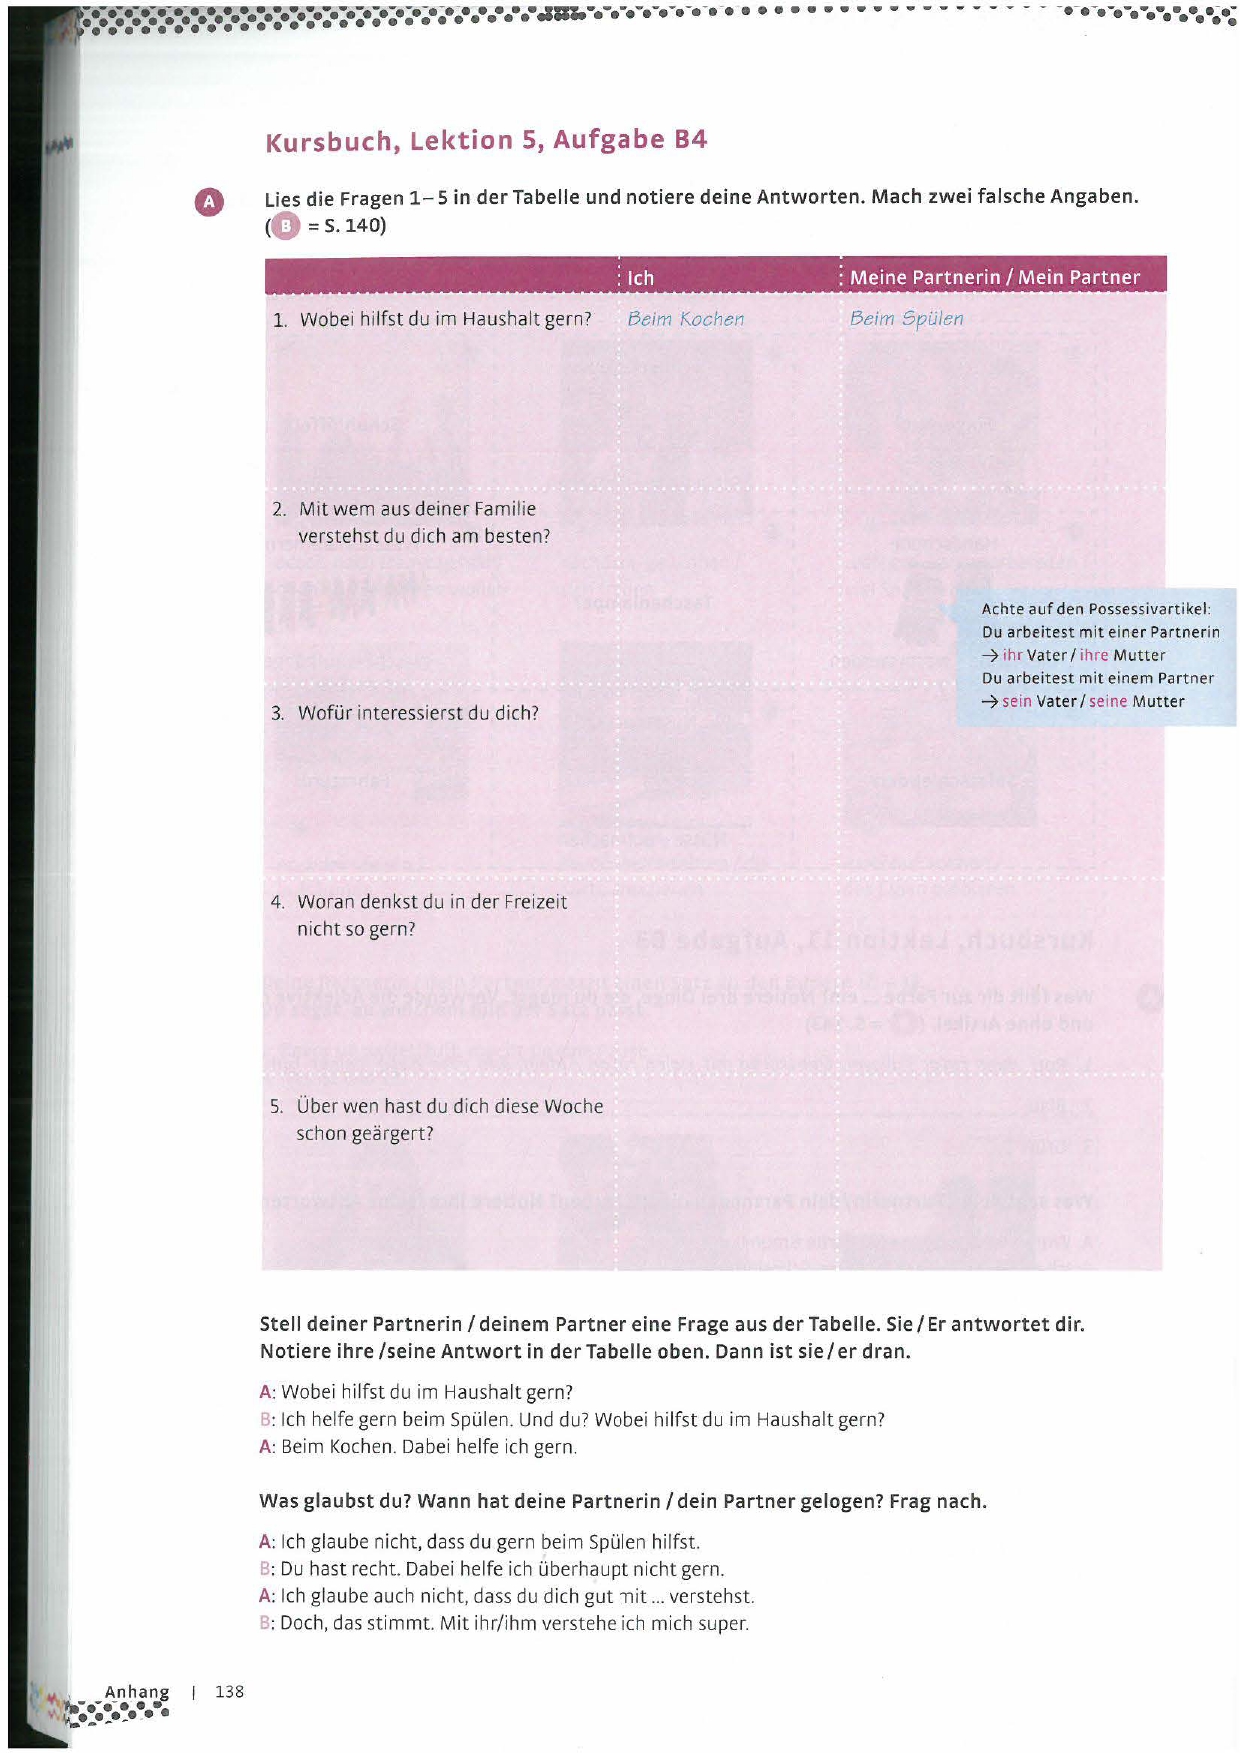 Kursbuch, Lektion 5, Aufgabe B4
A Lies die Fragen 1–5 in der Tabelle und notiere deine Antworten. Mach zwei falsche Angaben.
(B = S. 140)
Ich Meine Partnerin / Mein Partner
1. Wobei hilfst du im Haushalt gern? Beim Kochen Beim Spülen
2. Mit wem aus deiner Familie
verstehst du dich am besten?
Achte auf den Possessivartikel:
Du arbeitest mit einer Partnerin
→ ihr Vater / ihre Mutter
Du arbeitest mit einem Partner
→ sein Vater / seine Mutter
3. Wofür interessierst du dich?
4. Woran denkst du in der Freizeit
nicht so gern?
5. Über wen hast du dich diese Woche
schon geärgert?
Stell deiner Partnerin / deinem Partner eine Frage aus der Tabelle. Sie / Er antwortet dir.
Notiere ihre /seine Antwort in der Tabelle oben. Dann ist sie / er dran.
A: Wobei hilfst du im Haushalt gern?
B: Ich helfe gern beim Spülen. Und du? Wobei hilfst du im Haushalt gern?
A: Beim Kochen. Dabei helfe ich gern.
Was glaubst du? Wann hat deine Partnerin / dein Partner gelogen? Frag nach.
A: Ich glaube nicht, dass du gern beim Spülen hilfst.
B: Du hast recht. Dabei helfe ich überhaupt nicht gern.
A: Ich glaube auch nicht, dass du dich gut mit ... verstehst.
B: Doch, das stimmt. Mit ihr/ihm verstehe ich mich super.
Anhang | 138